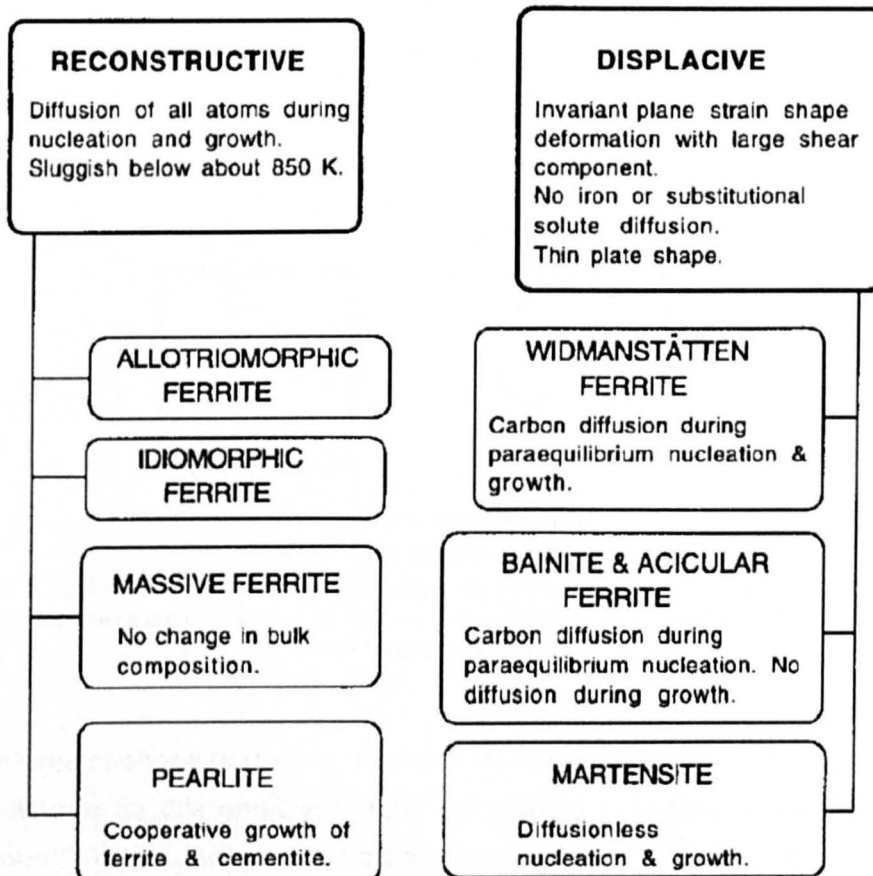 RECONSTRUCTIVE
Diffusion of all atoms during
nucleation and growth.
Sluggish below about 850 K.
ALLOTRIOMORPHIC
FERRITE
IDIOMORPHIC
FERRITE
MASSIVE FERRITE
No change in bulk
composition.
PEARLITE
Cooperative growth of
ferrite & cementite.
DISPLACIVE
Invariant plane strain shape
deformation with large shear
component.
No iron or substitutional
solute diffusion.
Thin plate shape.
WIDMANSTÄTTEN
FERRITE
Carbon diffusion during
paraequilibrium nucleation &
growth.
BAINITE & ACICULAR
FERRITE
Carbon diffusion during
paraequilibrium nucleation. No
diffusion during growth.
MARTENSITE
Diffusionless
nucleation & growth.